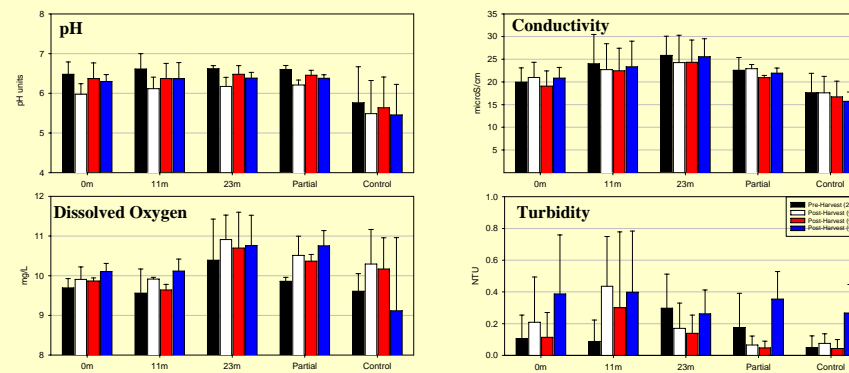 pH
pH units
8
7
6
5
4
0m 11m 23m Partial Control
Conductivity
microS/cm
35
30
25
20
15
10
5
0m 11m 23m Partial Control
Dissolved Oxygen
mg/L
12
11
10
9
8
0m 11m 23m Partial Control
Turbidity
NTU
1.0
0.8
0.6
0.4
0.2
0.0
0m 11m 23m Partial Control
Pre-Harvest (2
Post-Harvest (
Post-Harvest (
Post-Harvest (